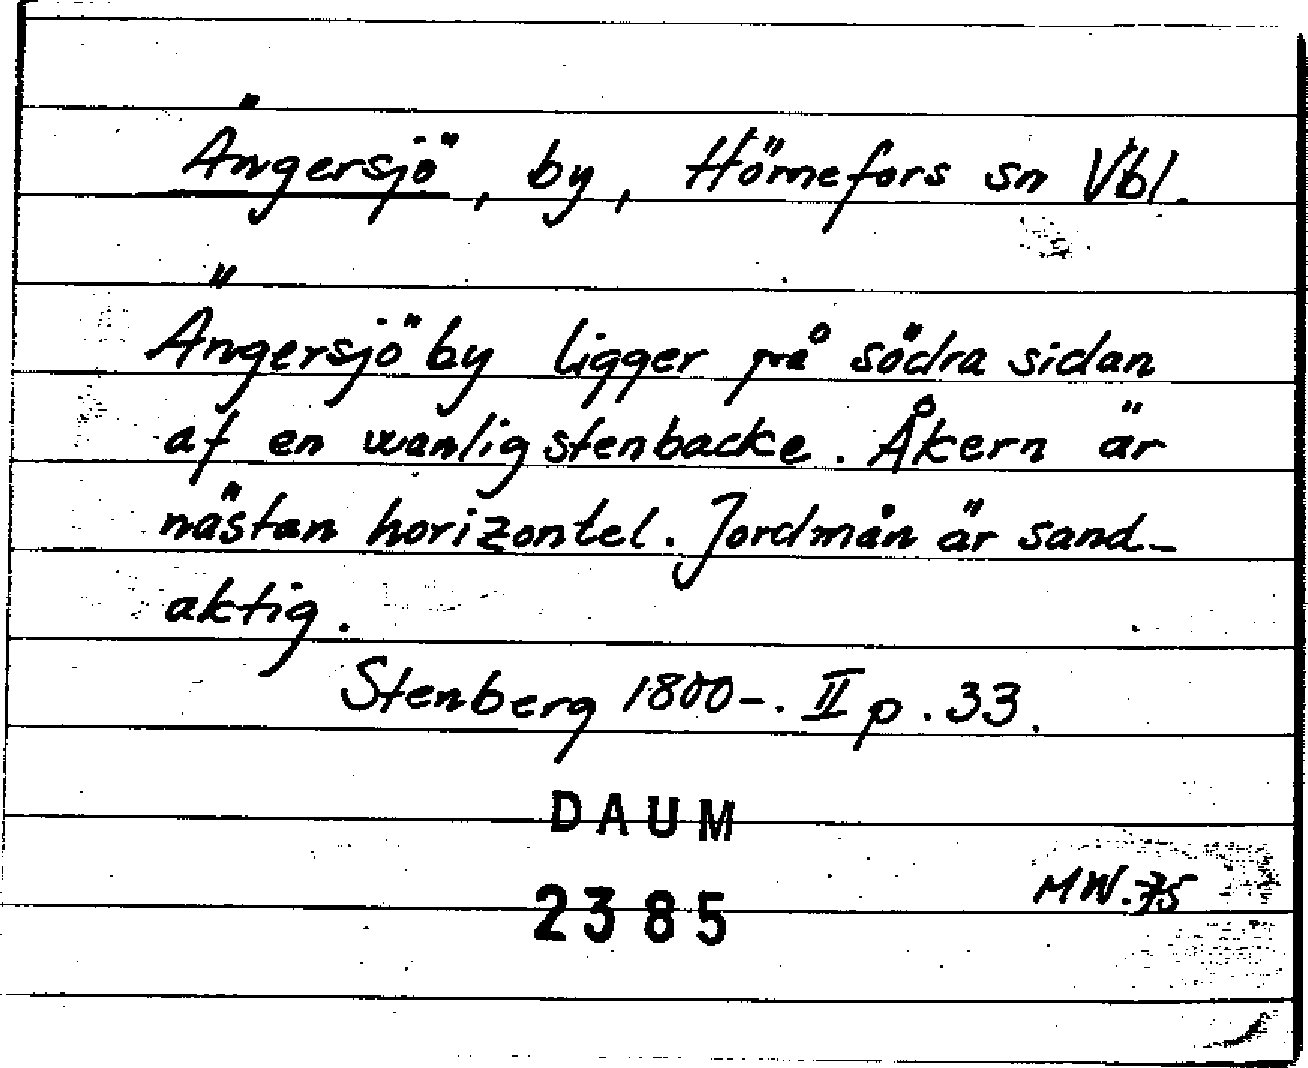 Ängersjö, by, Hörnefors sn Vbl.
Ängersjö by ligger på södra sidan
af en wanlig stenbacke. Åkern är
nästan horizontel. Jordmån är sand-
aktig.
Stenberg 1800-. II p. 33.
DAUM
2385
MW.75